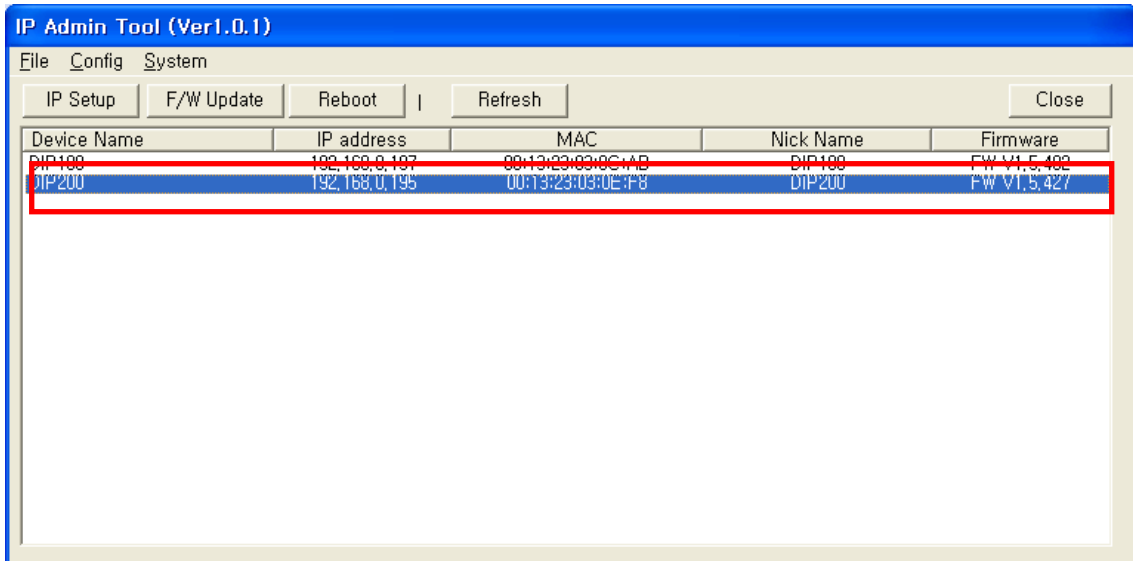 IP Admin Tool (Ver1.0.1)
File Config System
IP Setup F/W Update Reboot | Refresh Close
Device Name IP address MAC Nick Name Firmware
DIP100 192,168,0,197 DIP100
DIP200 192,168,0,195 00:13:23:03:0E:F8 DIP200 FW V1,5,427